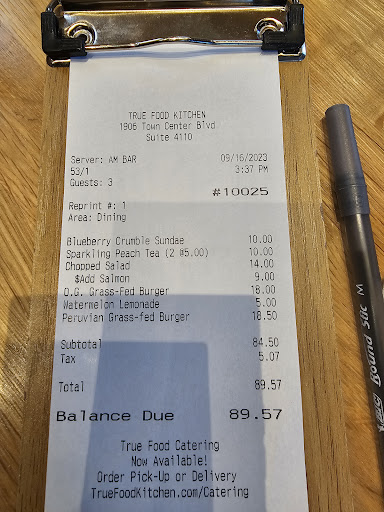 TRUE FOOD KITCHEN
1906 Town Center Blvd
Suite 4110
Server: AM BAR 09/16/2023
53/1 3:37 PM
Guests: 3
#10025
Reprint #: 1
Area: Dining
Blueberry Crumble Sundae 10.00
Sparkling Peach Tea (2 @5.00) 10.00
Chopped Salad 14.00
$Add Salmon 9.00
O.G. Grass-Fed Burger 18.00
Watermelon Lemonade 5.00
Peruvian Grass-fed Burger 18.50
Subtotal 84.50
Tax 5.07
Total 89.57
Balance Due 89.57
True Food Catering
Now Available!
Order Pick-Up or Delivery
TrueFoodKitchen.com/Catering
BIC Round Stic M